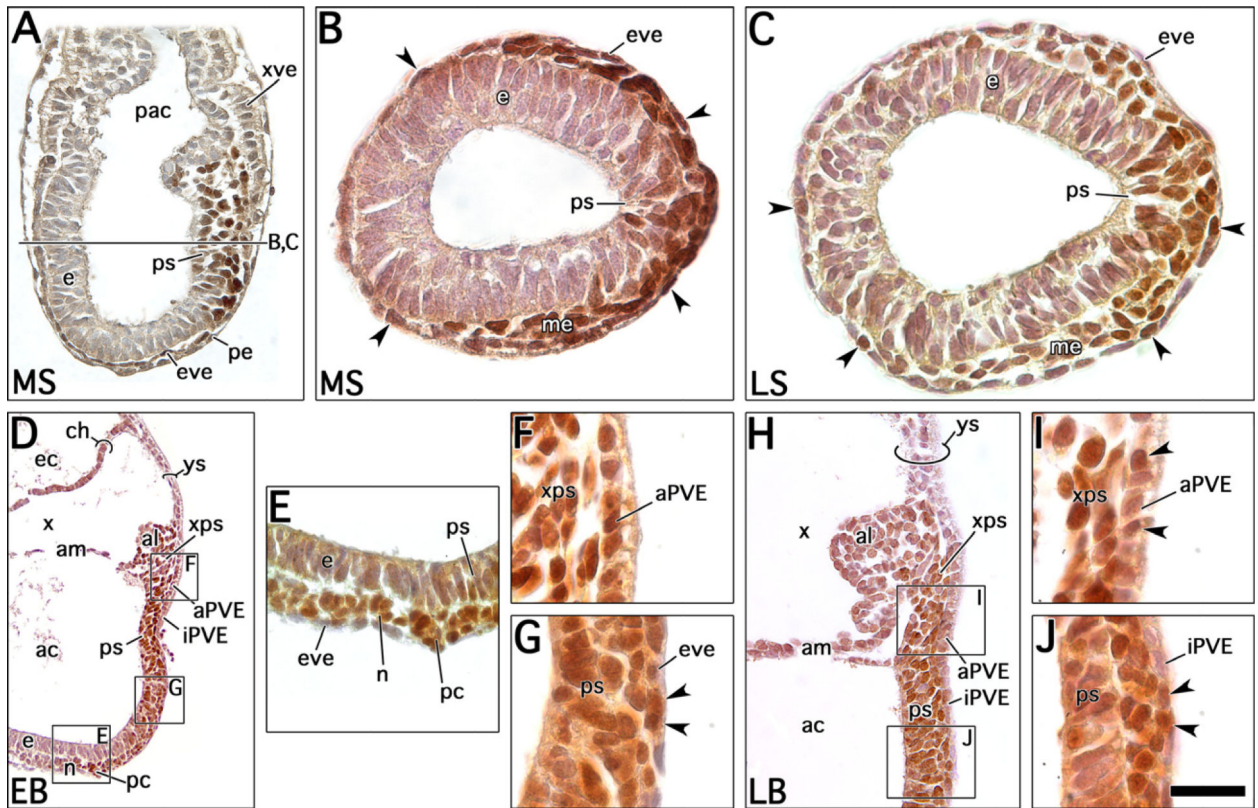 A
xve
pac
B,C
ps
e
pe
eve
MS
B
eve
e
ps
me
MS
C
eve
e
ps
me
LS
D
ch
ec
ys
x
xps
al
am
F
aPVE
iPVE
ps
ac
G
e
E
n
pc
EB
E
ps
e
eve
n
pc
F
xps
aPVE
G
eve
ps
H
ys
x
al
xps
I
am
aPVE
iPVE
ps
ac
J
LB
I
xps
aPVE
J
iPVE
ps